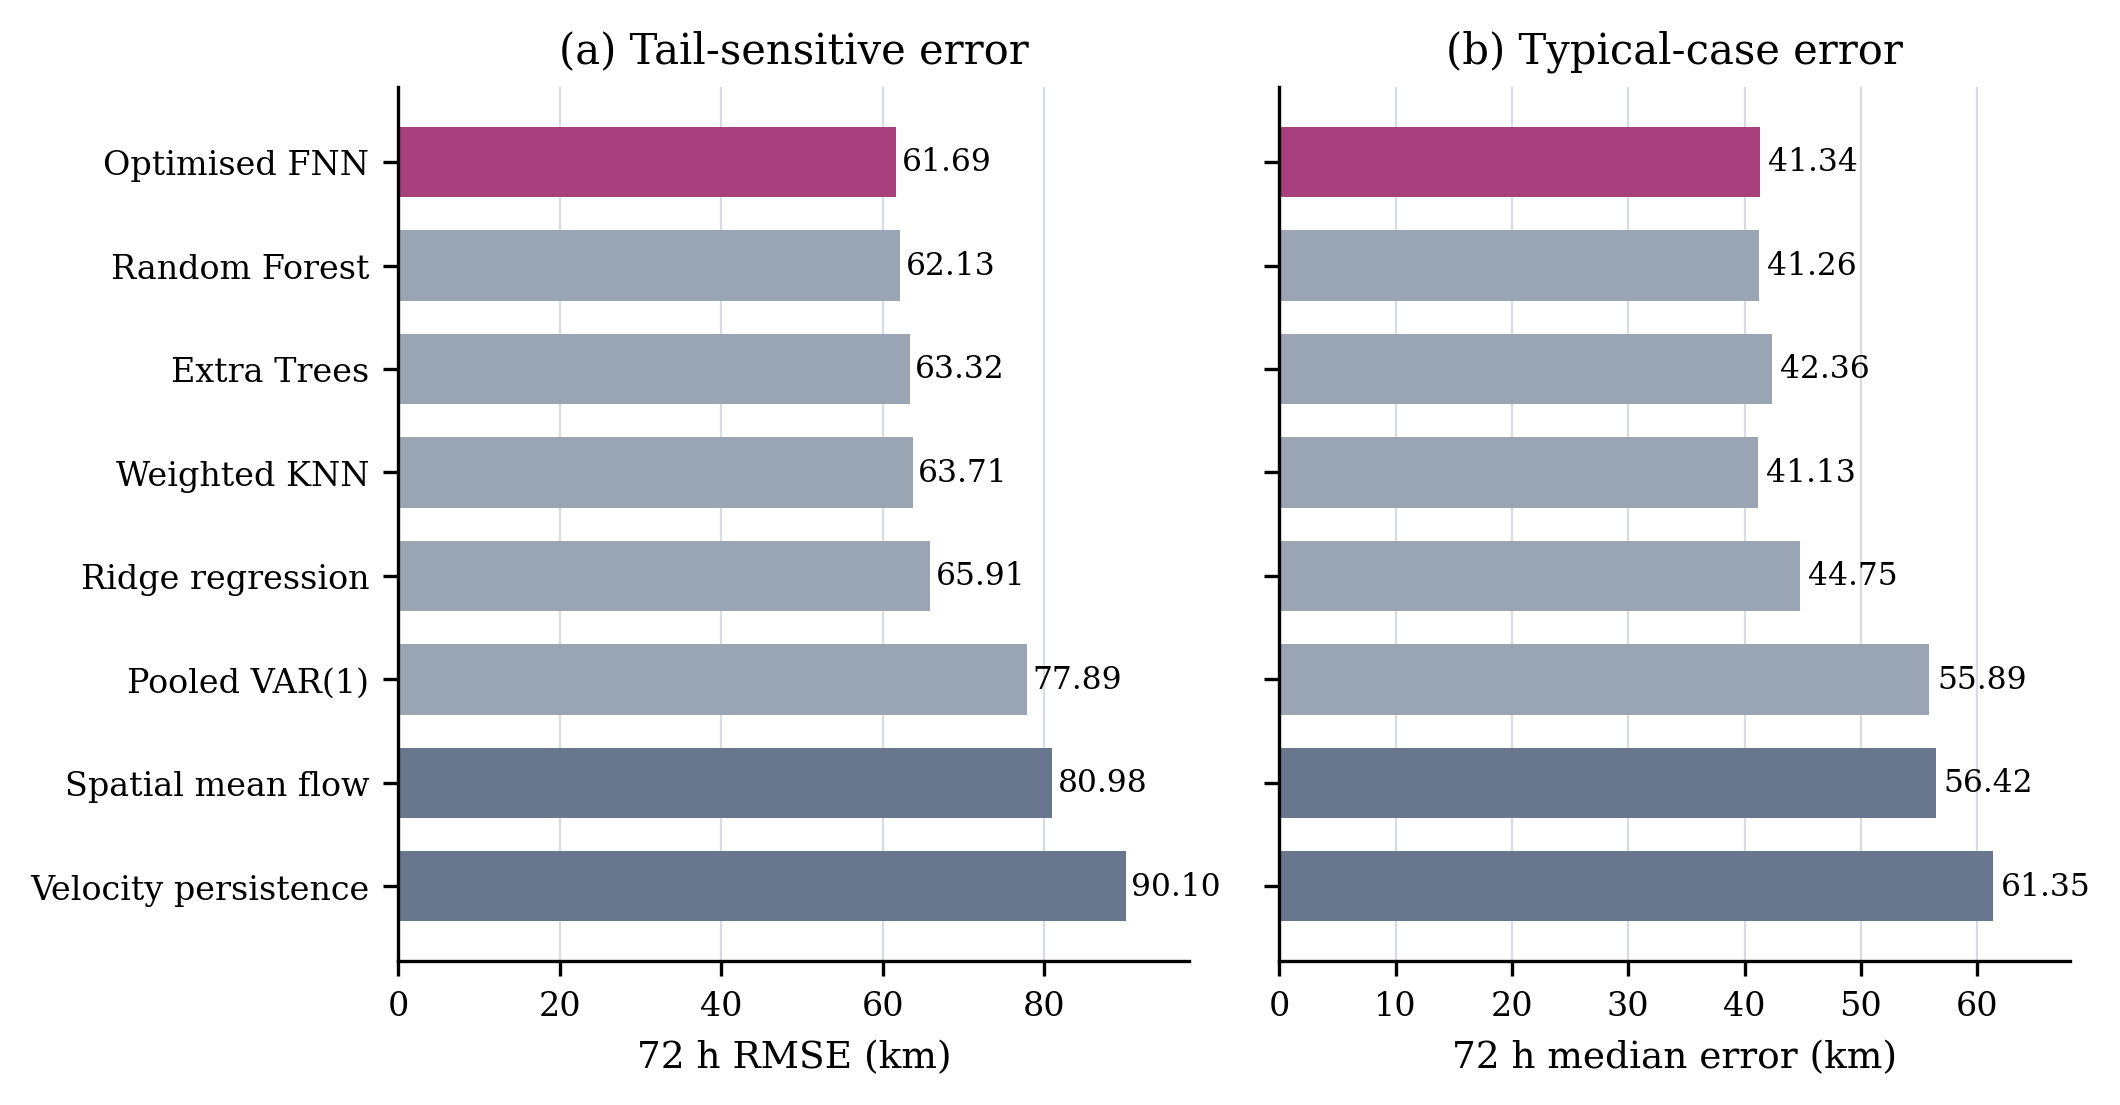 (a) Tail-sensitive error
Optimised FNN 61.69
Random Forest 62.13
Extra Trees 63.32
Weighted KNN 63.71
Ridge regression 65.91
Pooled VAR(1) 77.89
Spatial mean flow 80.98
Velocity persistence 90.10
0 20 40 60 80
72 h RMSE (km)
(b) Typical-case error
41.34
41.26
42.36
41.13
44.75
55.89
56.42
61.35
0 10 20 30 40 50 60
72 h median error (km)